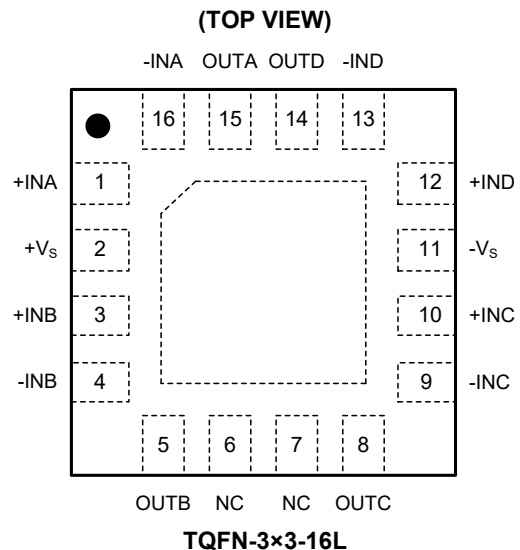 (TOP VIEW)
-INA OUTA OUTD -IND
16 15 14 13
+INA 1 12 +IND
+VS 2 11 -VS
+INB 3 10 +INC
-INB 4 9 -INC
5 6 7 8
OUTB NC NC OUTC
TQFN-3×3-16L